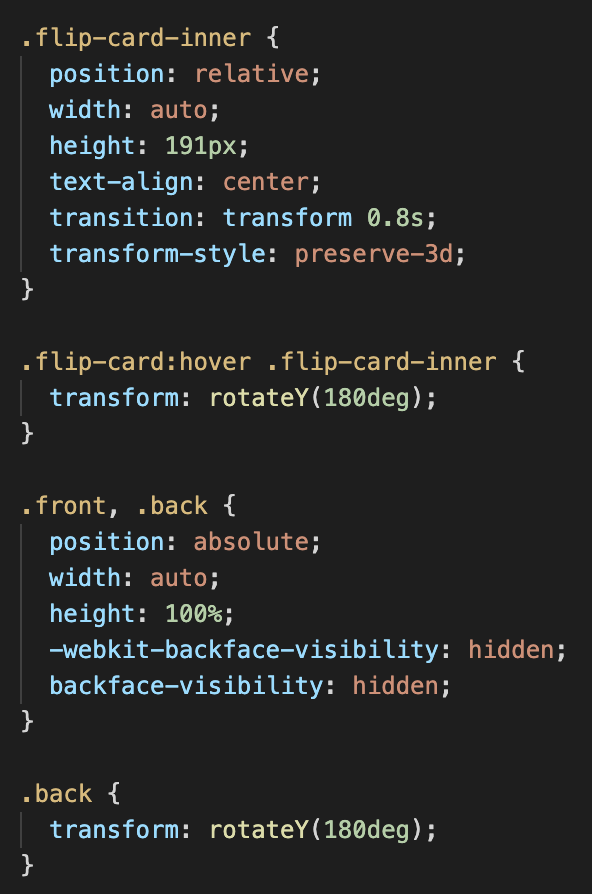 .flip-card-inner {
  position: relative;
  width: auto;
  height: 191px;
  text-align: center;
  transition: transform 0.8s;
  transform-style: preserve-3d;
}

.flip-card:hover .flip-card-inner {
  transform: rotateY(180deg);
}

.front, .back {
  position: absolute;
  width: auto;
  height: 100%;
  -webkit-backface-visibility: hidden;
  backface-visibility: hidden;
}

.back {
  transform: rotateY(180deg);
}